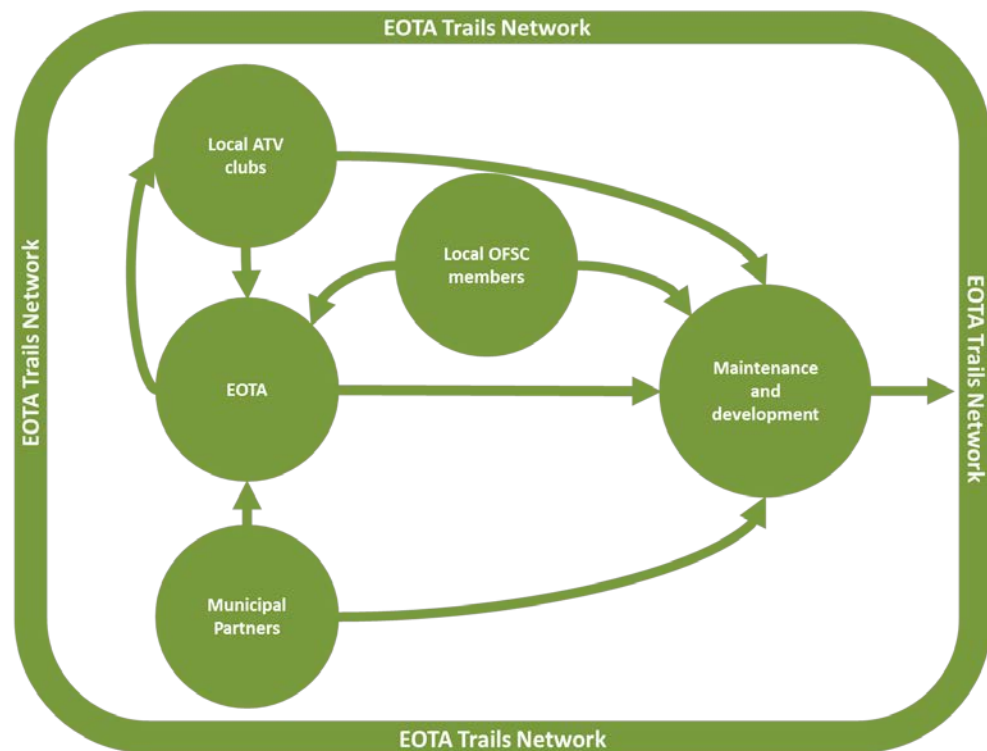 EOTA Trails Network
Local ATV
clubs
Local OFSC
members
EOTA Trails Network
EOTA
Maintenance
and
development
EOTA Trails Network
Municipal
Partners
EOTA Trails Network